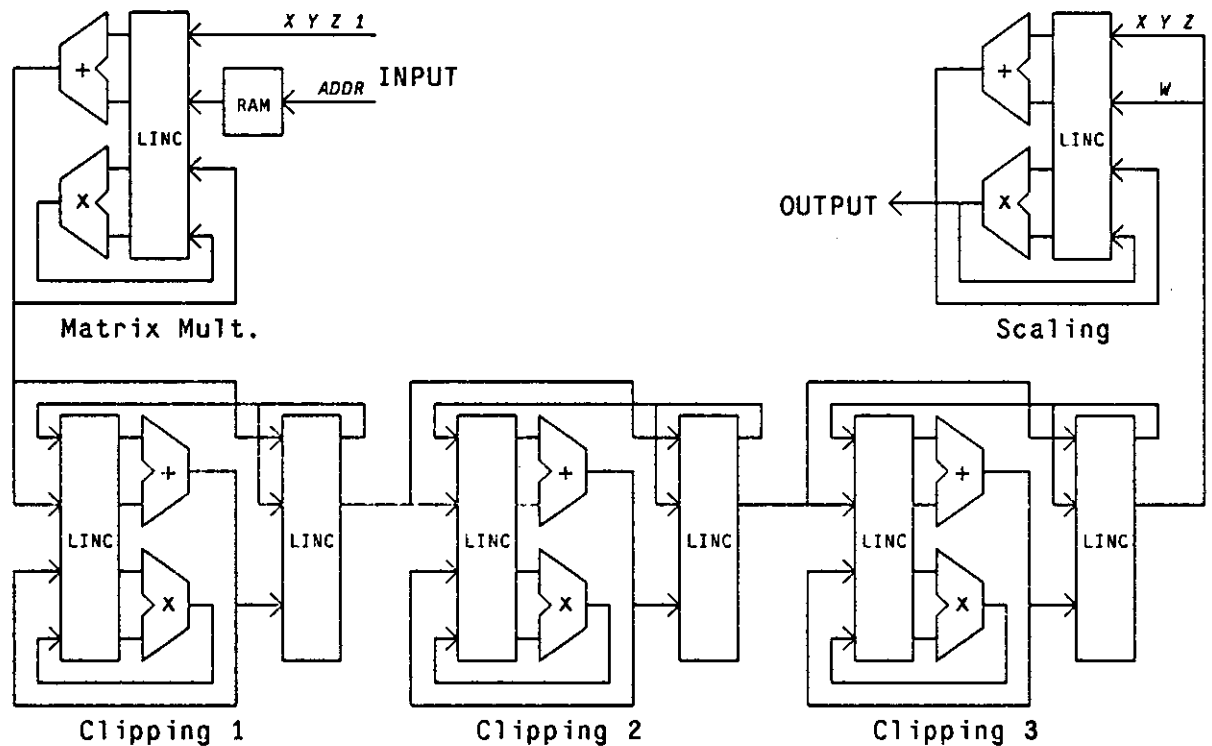 X Y Z 1
INPUT
ADDR
RAM
+
LINC
X
Matrix Mult.
X Y Z
W
+
LINC
OUTPUT
X
Scaling
+
LINC
LINC
X
Clipping 1
+
LINC
LINC
X
Clipping 2
+
LINC
LINC
X
Clipping 3